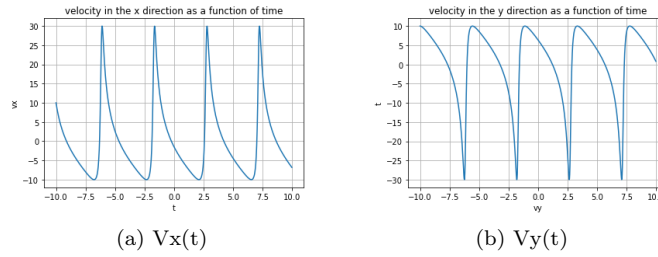 velocity in the x direction as a function of time
30
25
20
15
10
5
0
−5
−10
vx
−10.0 −7.5 −5.0 −2.5 0.0 2.5 5.0 7.5 10.0
t
(a) Vx(t)
velocity in the y direction as a function of time
10
5
0
−5
−10
−15
−20
−25
−30
t
−10.0 −7.5 −5.0 −2.5 0.0 2.5 5.0 7.5 10.0
vy
(b) Vy(t)